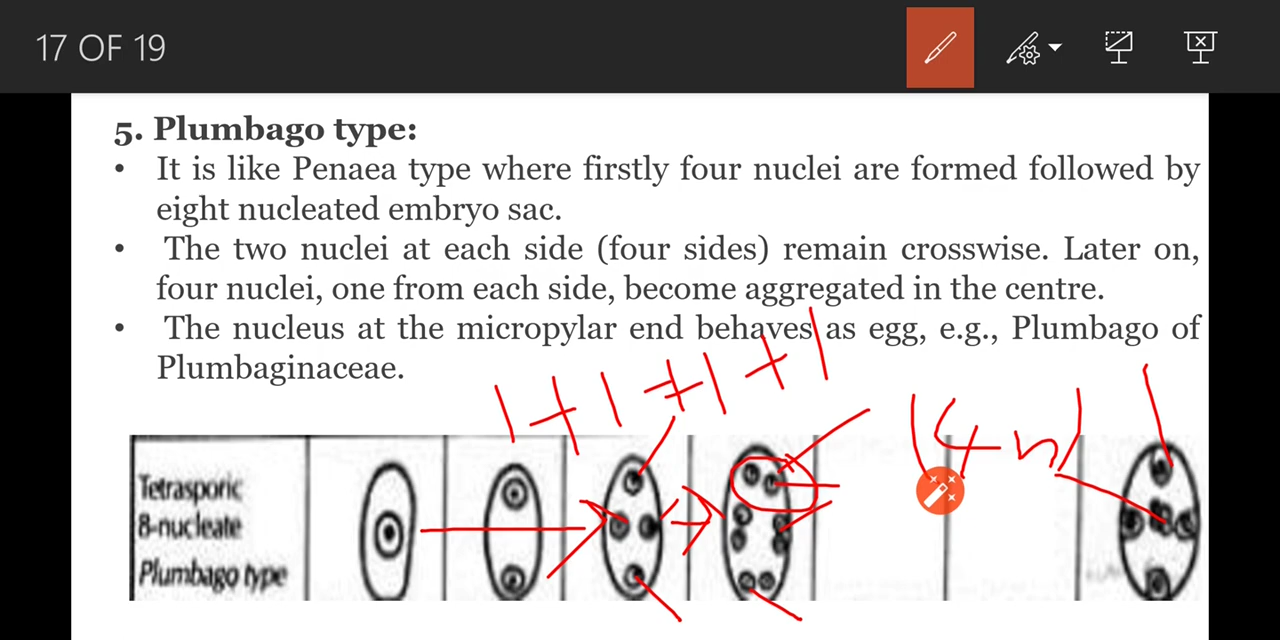 17 OF 19
5. Plumbago type:
• It is like Penaea type where firstly four nuclei are formed followed by
eight nucleated embryo sac.
• The two nuclei at each side (four sides) remain crosswise. Later on,
four nuclei, one from each side, become aggregated in the centre.
• The nucleus at the micropylar end behaves as egg, e.g., Plumbago of
Plumbaginaceae.
1+1+1+1
(4n)
Tetrasporic
8-nucleate
Plumbago type